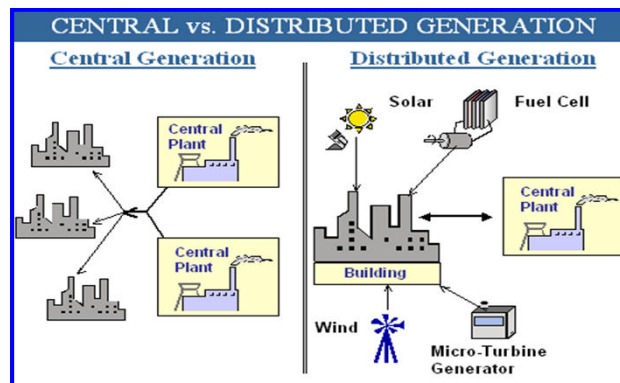 CENTRAL vs. DISTRIBUTED GENERATION
Central Generation
Central
Plant
Central
Plant
Distributed Generation
Solar
Fuel Cell
Central
Plant
Building
Wind
Micro-Turbine
Generator